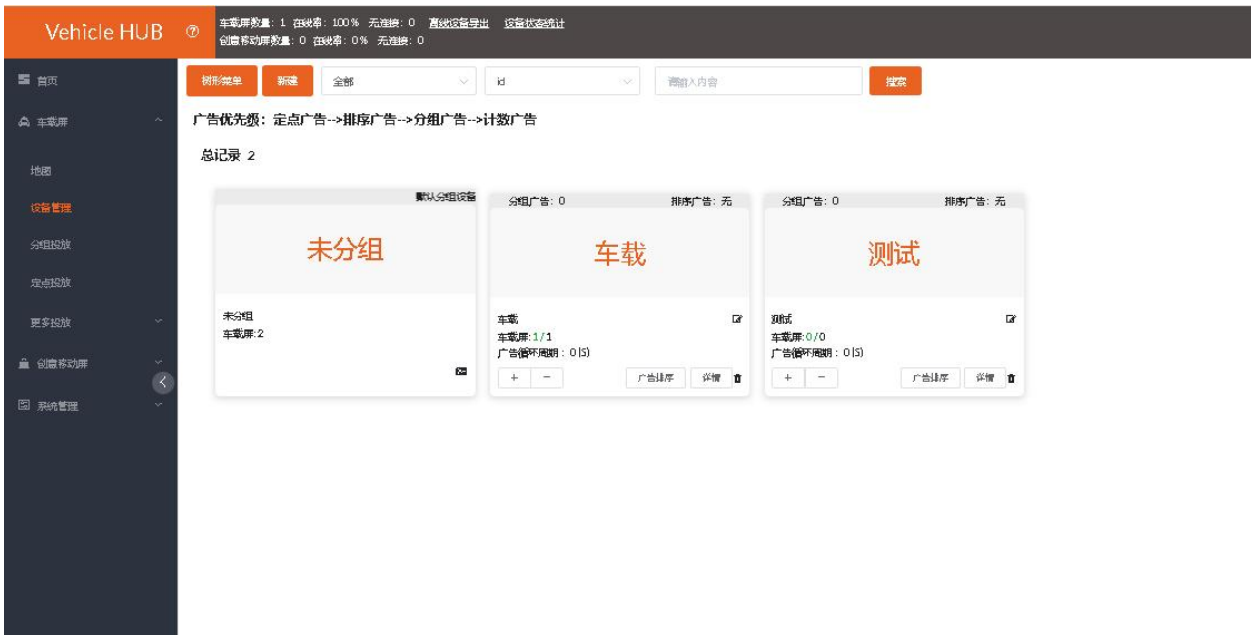 Vehicle HUB
车载屏数量: 1 在线率: 100% 无连接: 0 离线设备导出 设备状态统计
创意移动屏数量: 0 在线率: 0% 无连接: 0
首页
车载屏
地图
设备管理
分组投放
定点投放
更多投放
创意移动屏
系统管理
树形菜单 新建 全部 id 请输入内容 搜索
广告优先级: 定点广告-->排序广告-->分组广告-->计数广告
总记录 2
默认分组设备
未分组
未分组
车载屏:2
分组广告: 0 排序广告: 无
车载
车载
车载屏:1/1
广告循环周期: 0(S)
+ − 广告排序 详情
分组广告: 0 排序广告: 无
测试
测试
车载屏:0/0
广告循环周期: 0(S)
+ − 广告排序 详情